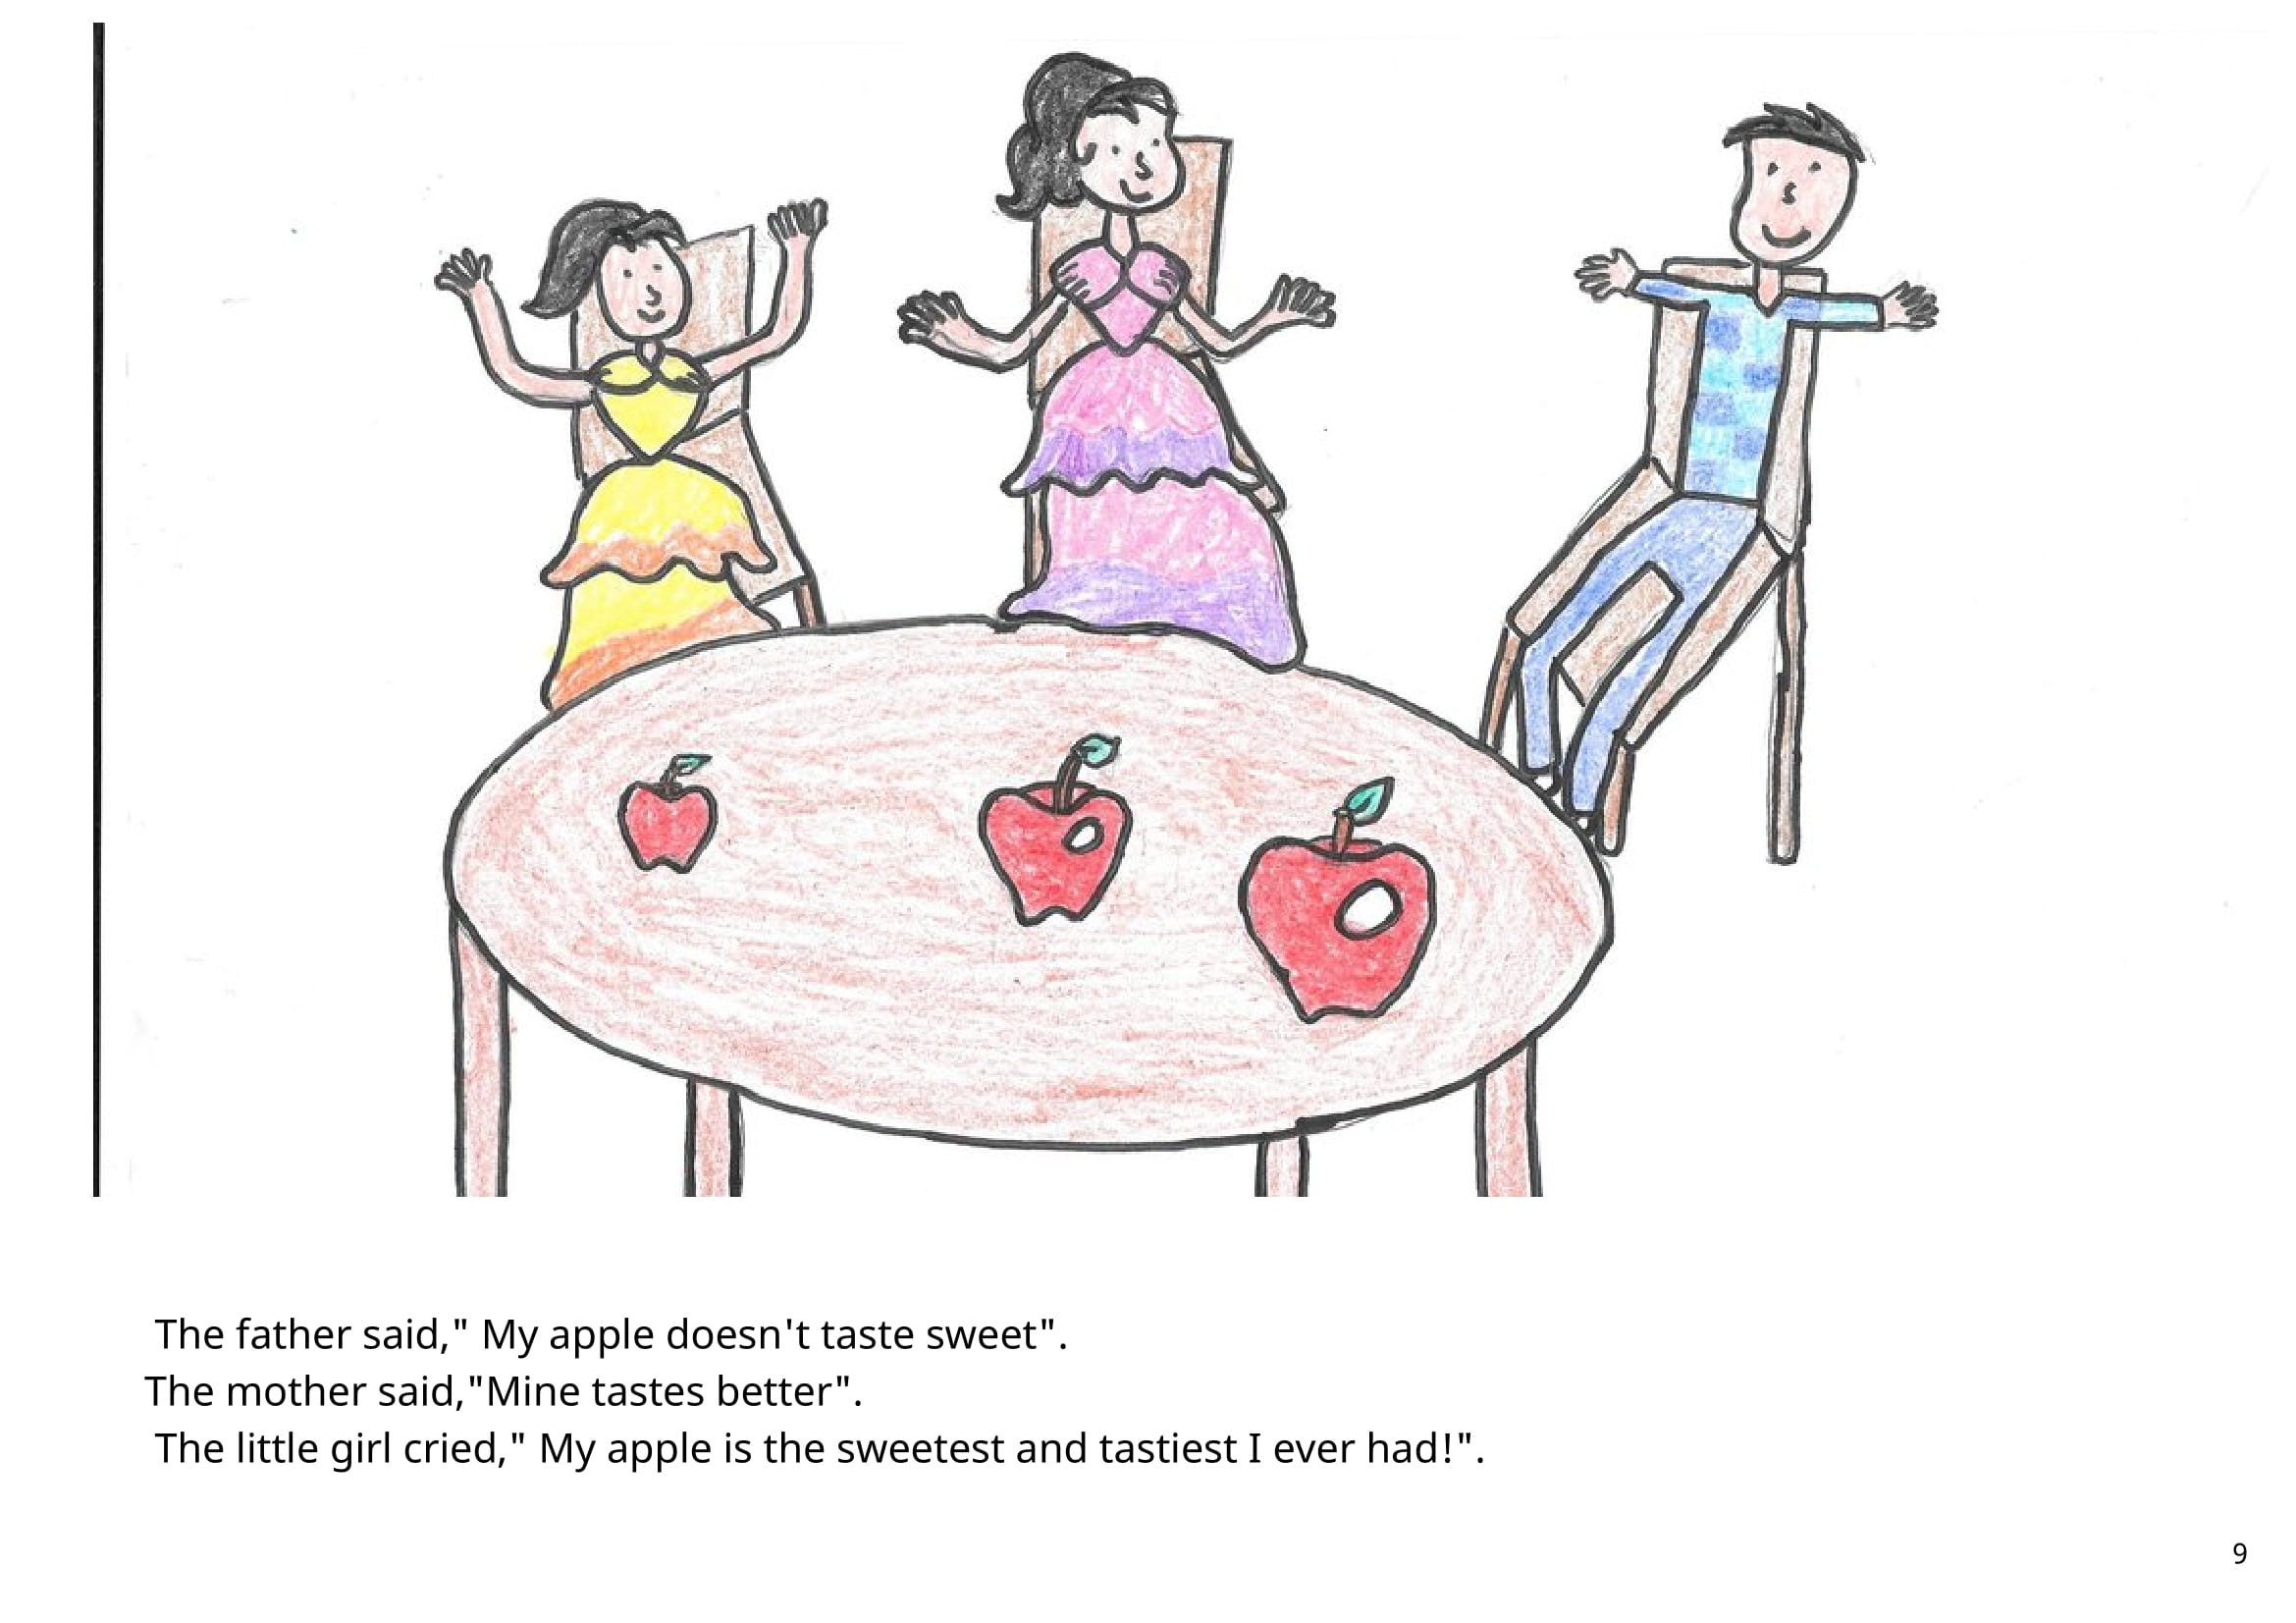 The father said," My apple doesn't taste sweet".
The mother said,"Mine tastes better".
The little girl cried," My apple is the sweetest and tastiest I ever had!".
9